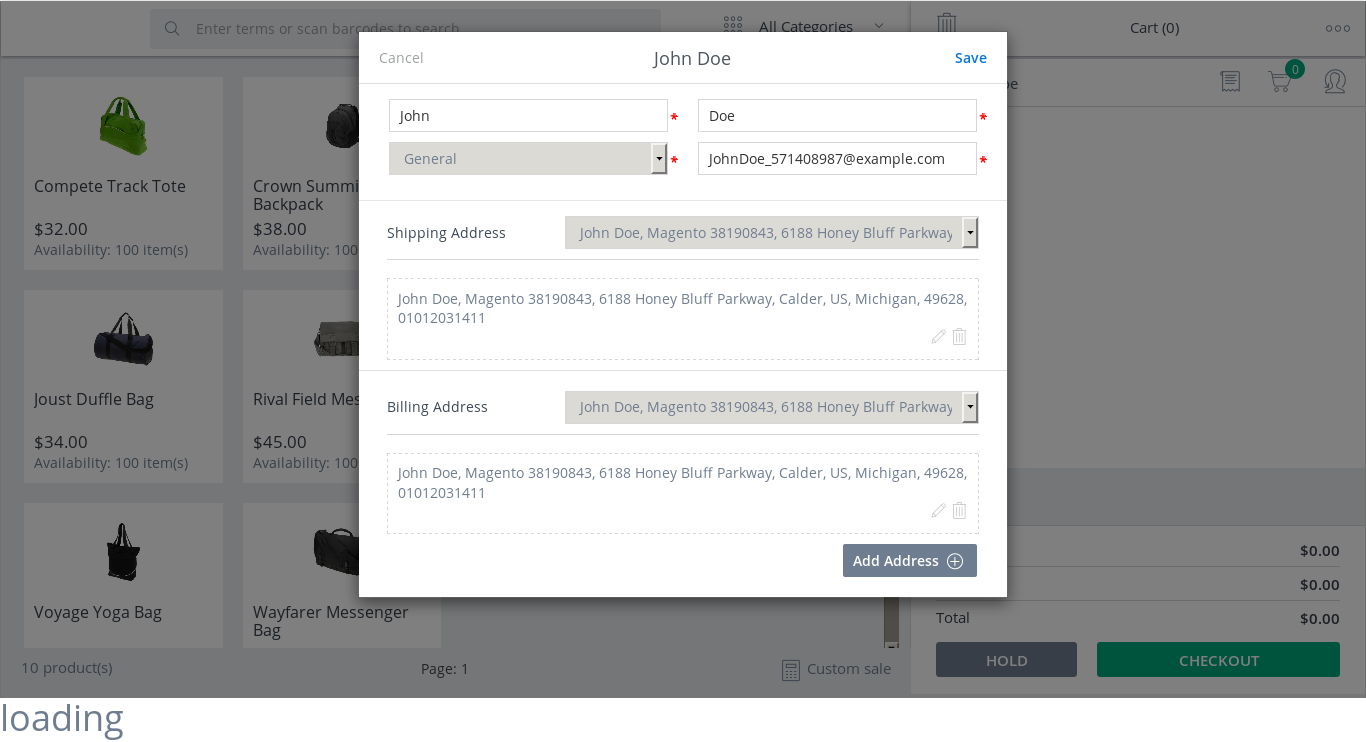 Enter terms or scan barcodes to search
All Categories
Cart (0)
Cancel
John Doe
Save
0
John
*
Doe
*
General
*
JohnDoe_571408987@example.com
*
Shipping Address
John Doe, Magento 38190843, 6188 Honey Bluff Parkway
John Doe, Magento 38190843, 6188 Honey Bluff Parkway, Calder, US, Michigan, 49628,
01012031411
Billing Address
John Doe, Magento 38190843, 6188 Honey Bluff Parkway
John Doe, Magento 38190843, 6188 Honey Bluff Parkway, Calder, US, Michigan, 49628,
01012031411
Add Address
Compete Track Tote
$32.00
Availability: 100 item(s)
Crown
Backpack
$38.00
Availability: 100
Joust Duffle Bag
$34.00
Availability: 100 item(s)
Rival Field
$45.00
Availability: 100
Voyage Yoga Bag
Wayfarer Messenger
Bag
10 product(s)
Page: 1
Custom sale
$0.00
$0.00
Total
$0.00
HOLD
CHECKOUT
loading